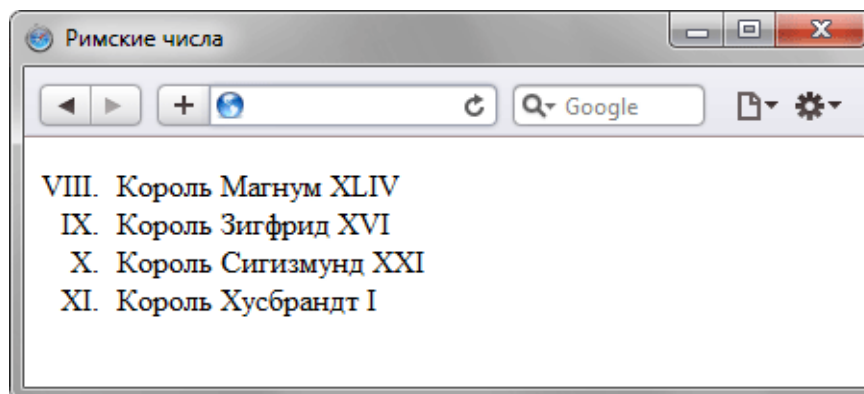 Римские числа
Google
VIII. Король Магнум XLIV
IX. Король Зигфрид XVI
X. Король Сигизмунд XXI
XI. Король Хусбрандт I